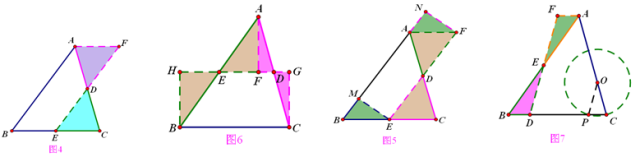 A F D B E C 图4
A H E F D G B C 图6
N A F D M B E C 图5
F A E O B D P C 图7